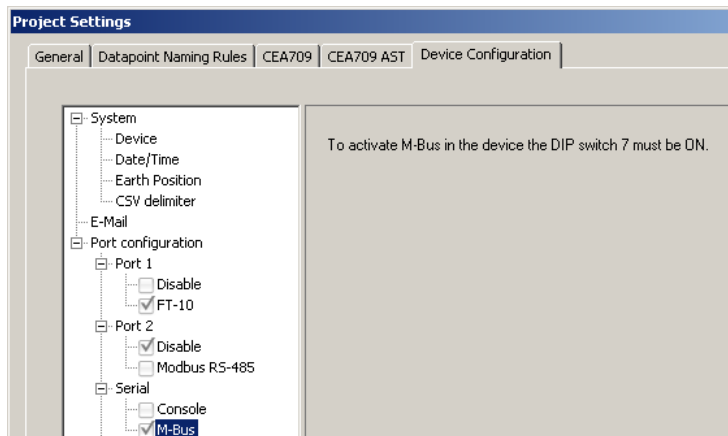 Project Settings
General Datapoint Naming Rules CEA709 CEA709 AST Device Configuration
System
Device
Date/Time
Earth Position
CSV delimiter
E-Mail
Port configuration
Port 1
Disable
FT-10
Port 2
Disable
Modbus RS-485
Serial
Console
M-Bus
To activate M-Bus in the device the DIP switch 7 must be ON.